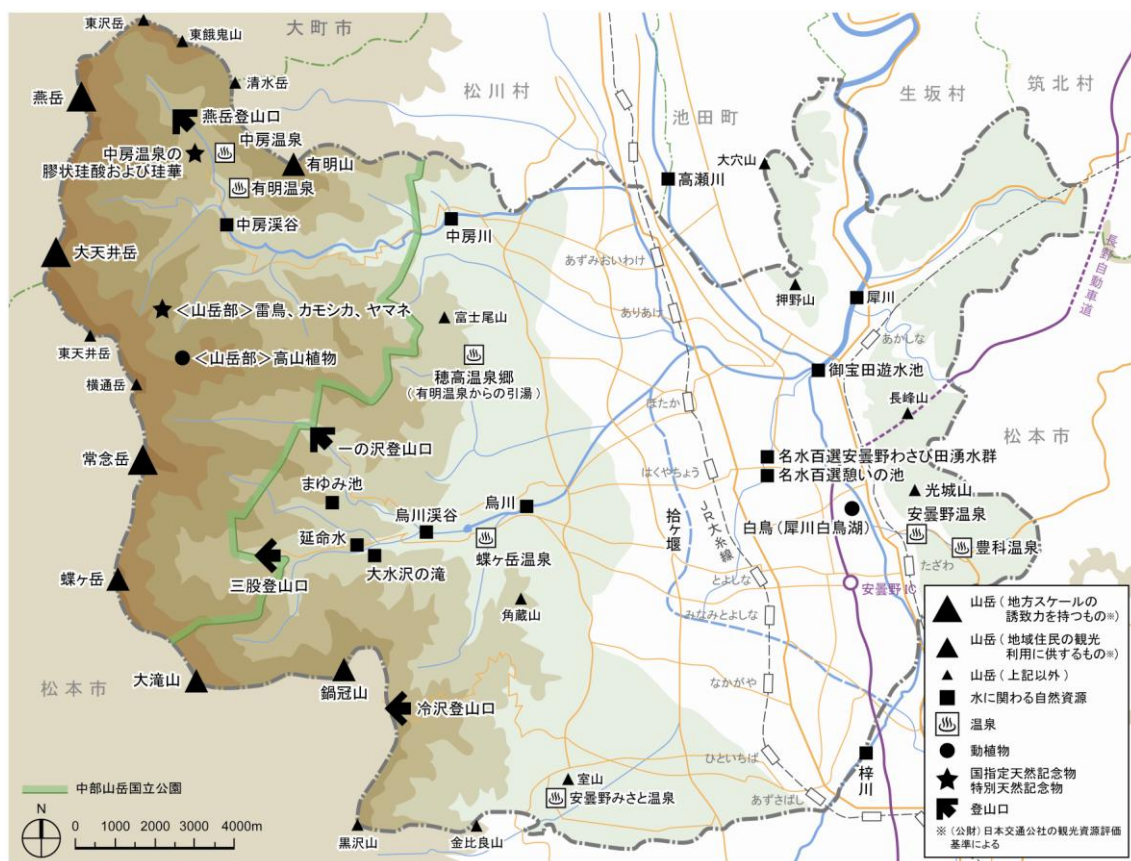 東沢岳
東餓鬼山
大町市
清水岳
松川村
池田町
生坂村
筑北村
燕岳
燕岳登山口
中房温泉
中房温泉の
膠状珪酸および珪華
有明山
有明温泉
大穴山
高瀬川
中房渓谷
中房川
大天井岳
あずみおいわけ
長野自動車道
押野山
犀川
<山岳部>雷鳥、カモシカ、ヤマネ
富士尾山
ありあけ
あかしな
東天井岳
<山岳部>高山植物
穂高温泉郷
(有明温泉からの引湯)
御宝田遊水池
横通岳
ほたか
長峰山
松本市
一の沢登山口
常念岳
はくやちょう
名水百選安曇野わさび田湧水群
名水百選憩いの池
まゆみ池
烏川
JR大糸線
光城山
安曇野温泉
烏川渓谷
拾ケ堰
白鳥(犀川白鳥湖)
延命水
大水沢の滝
蝶ヶ岳温泉
豊科温泉
三股登山口
たざわ
蝶ヶ岳
とよしな
安曇野IC
角蔵山
みなみとよしな
大滝山
鍋冠山
松本市
冷沢登山口
なかがや
ひといちば
梓川
室山
安曇野みさと温泉
あずさばし
黒沢山
金比良山
中部山岳国立公園
N
0 1000 2000 4000m
山岳(地方スケールの
誘致力を持つもの※)
山岳(地域住民の観光
利用に供するもの※)
山岳(上記以外)
水に関わる自然資源
温泉
動植物
国指定天然記念物
特別天然記念物
登山口
※(公財)日本交通公社の観光資源評価
基準による